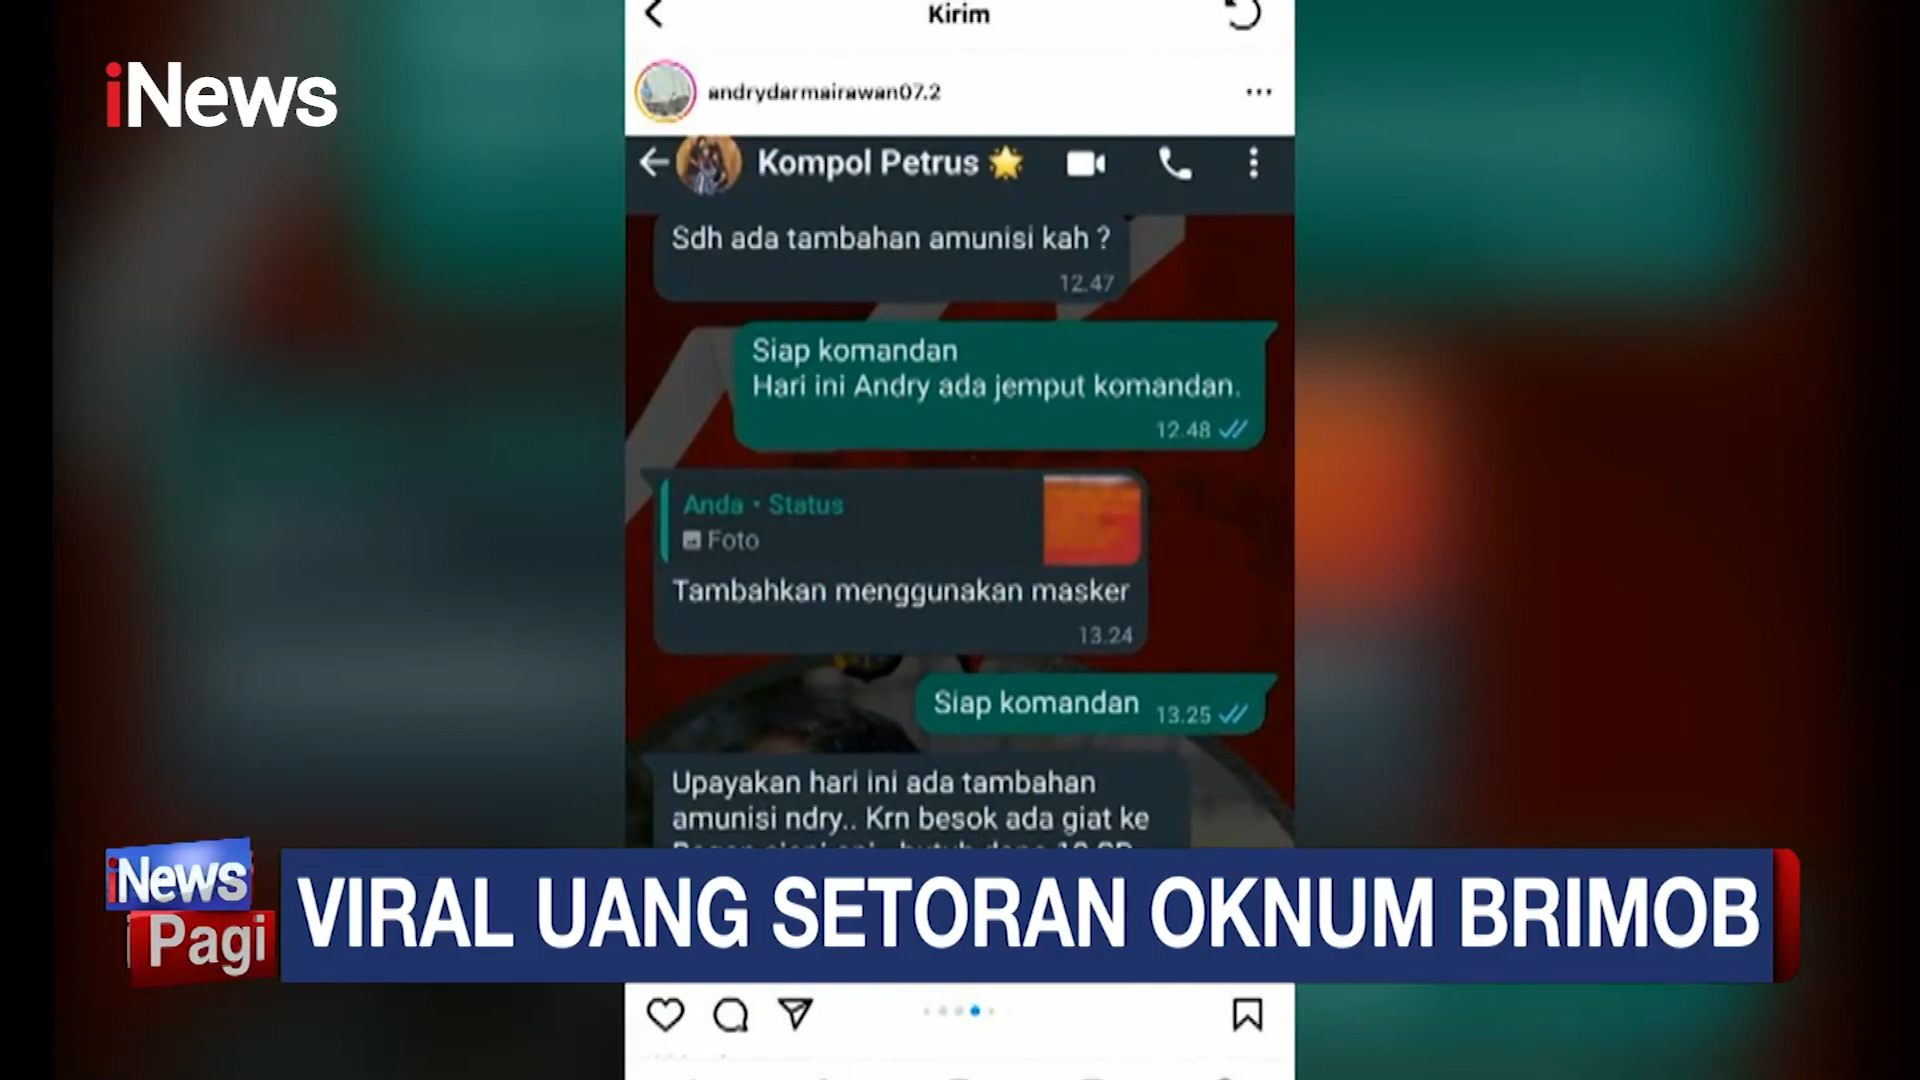 Kirim
iNews
andrydarmairawan07.2
Kompol Petrus
Sdh ada tambahan amunisi kah ?
12.47
Siap komandan
Hari ini Andry ada jemput komandan.
12.48
Anda • Status
Foto
Tambahkan menggunakan masker
13.24
Siap komandan 13.25
Upayakan hari ini ada tambahan
amunisi ndry.. Krn besok ada giat ke
iNews
Pagi
VIRAL UANG SETORAN OKNUM BRIMOB